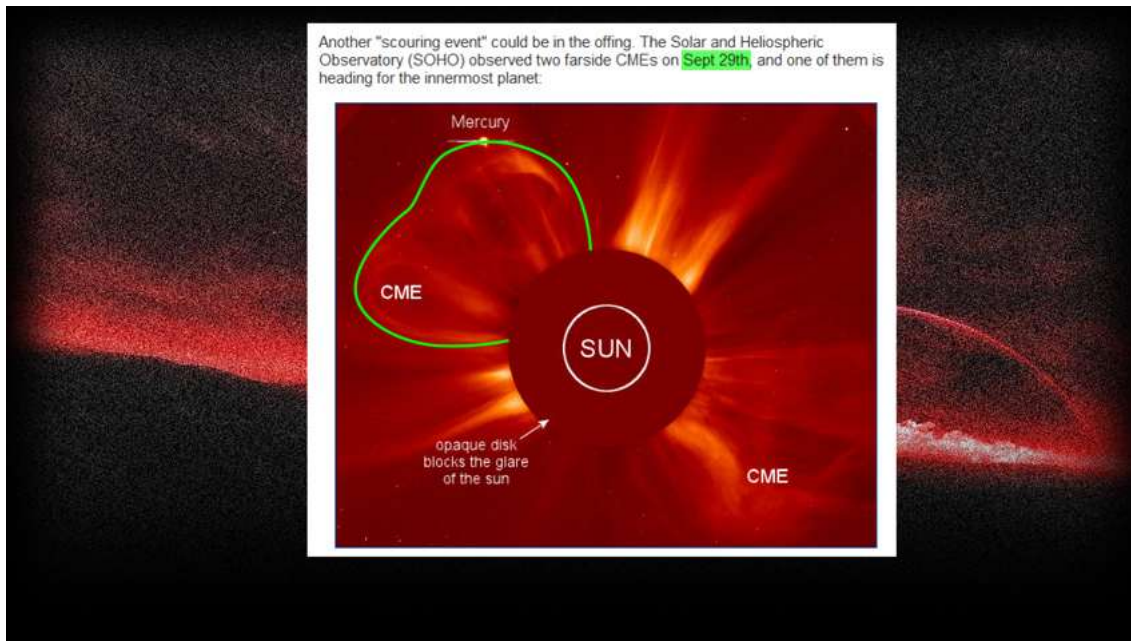 Another "scouring event" could be in the offing. The Solar and Heliospheric
Observatory (SOHO) observed two farside CMEs on Sept 29th, and one of them is
heading for the innermost planet:
Mercury
CME
SUN
opaque disk
blocks the glare
of the sun
CME